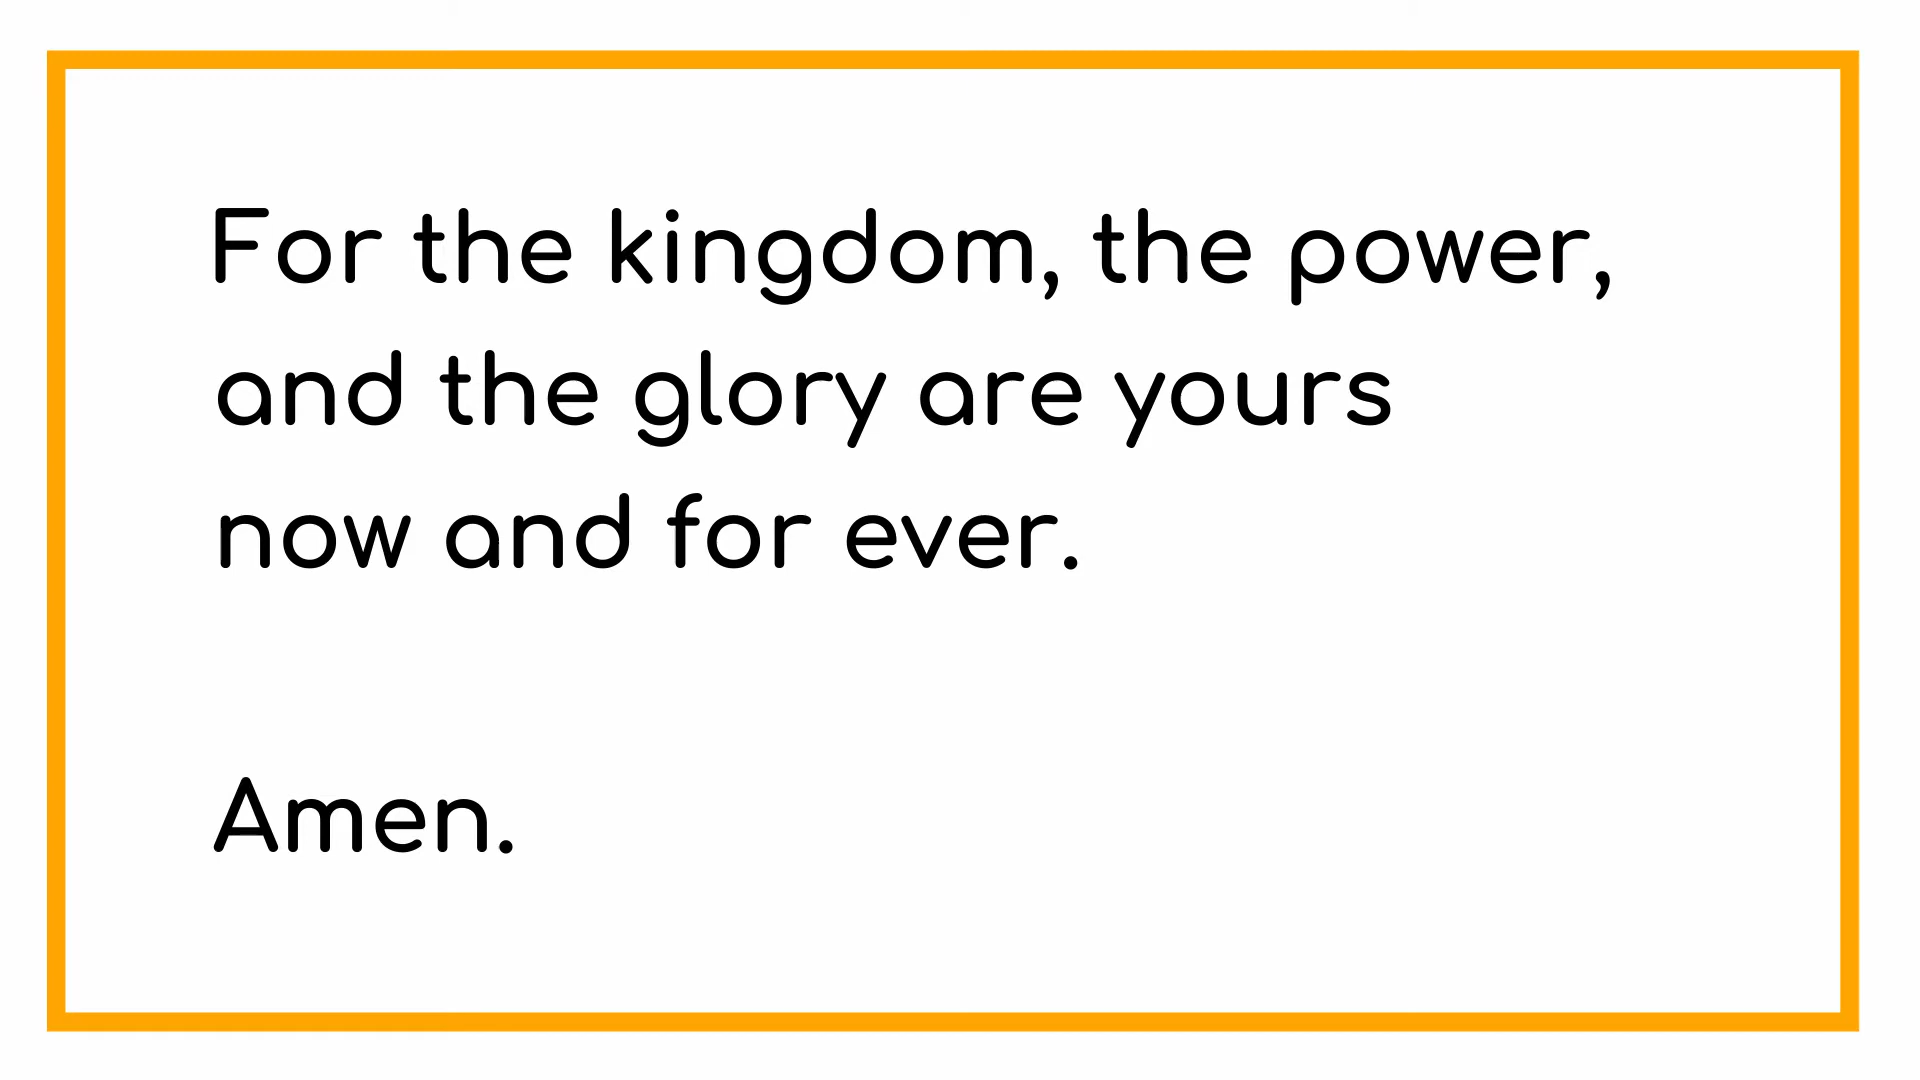 For the kingdom, the power,
and the glory are yours
now and for ever.
Amen.